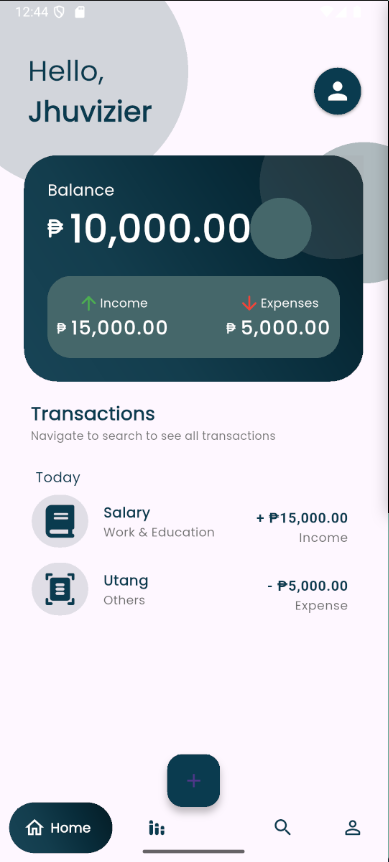 12:44
Hello,
Jhuvizier
Balance
₱ 10,000.00
Income
₱ 15,000.00
Expenses
₱ 5,000.00
Transactions
Navigate to search to see all transactions
Today
Salary
Work & Education
+ ₱15,000.00
Income
Utang
Others
- ₱5,000.00
Expense
+
Home